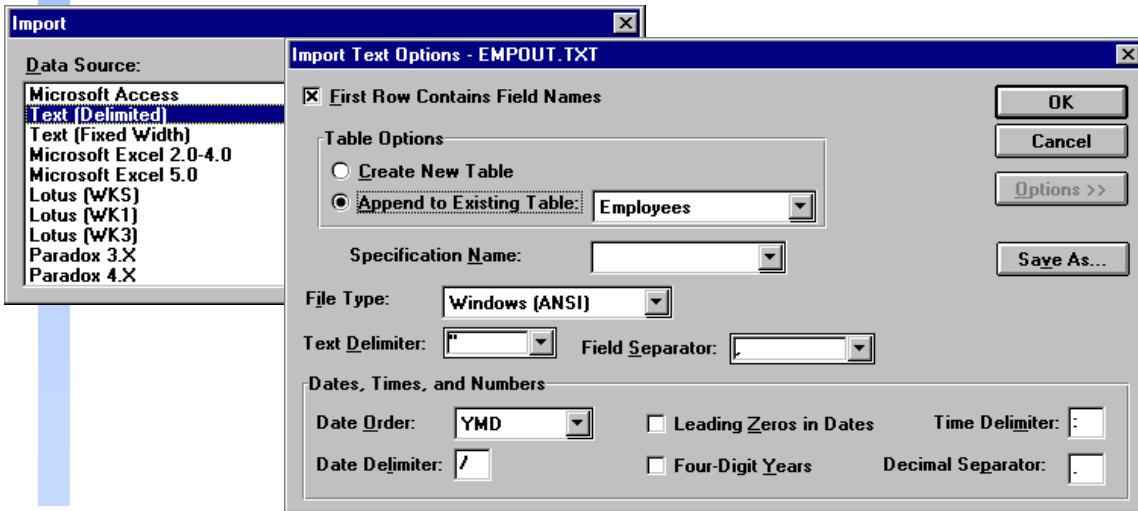 Import
Data Source:
Microsoft Access
Text (Delimited)
Text (Fixed Width)
Microsoft Excel 2.0-4.0
Microsoft Excel 5.0
Lotus (WKS)
Lotus (WK1)
Lotus (WK3)
Paradox 3.X
Paradox 4.X
Import Text Options - EMPOUT.TXT
First Row Contains Field Names
OK
Cancel
Options >>
Save As...
Table Options
Create New Table
Append to Existing Table: Employees
Specification Name:
File Type: Windows (ANSI)
Text Delimiter: " Field Separator: ,
Dates, Times, and Numbers
Date Order: YMD Leading Zeros in Dates Time Delimiter: :
Date Delimiter: / Four-Digit Years Decimal Separator: .